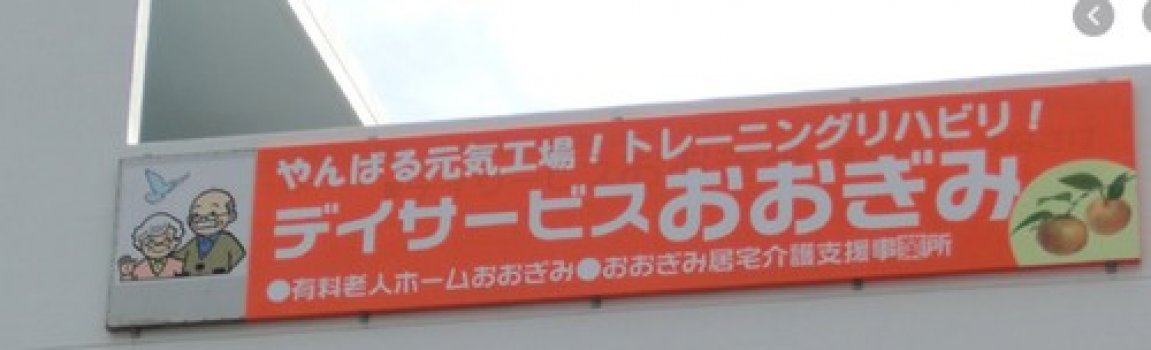 やんばる元気工場！トレーニングリハビリ！
デイサービスおおぎみ
●有料老人ホームおおぎみ●おおぎみ居宅介護支援事 所